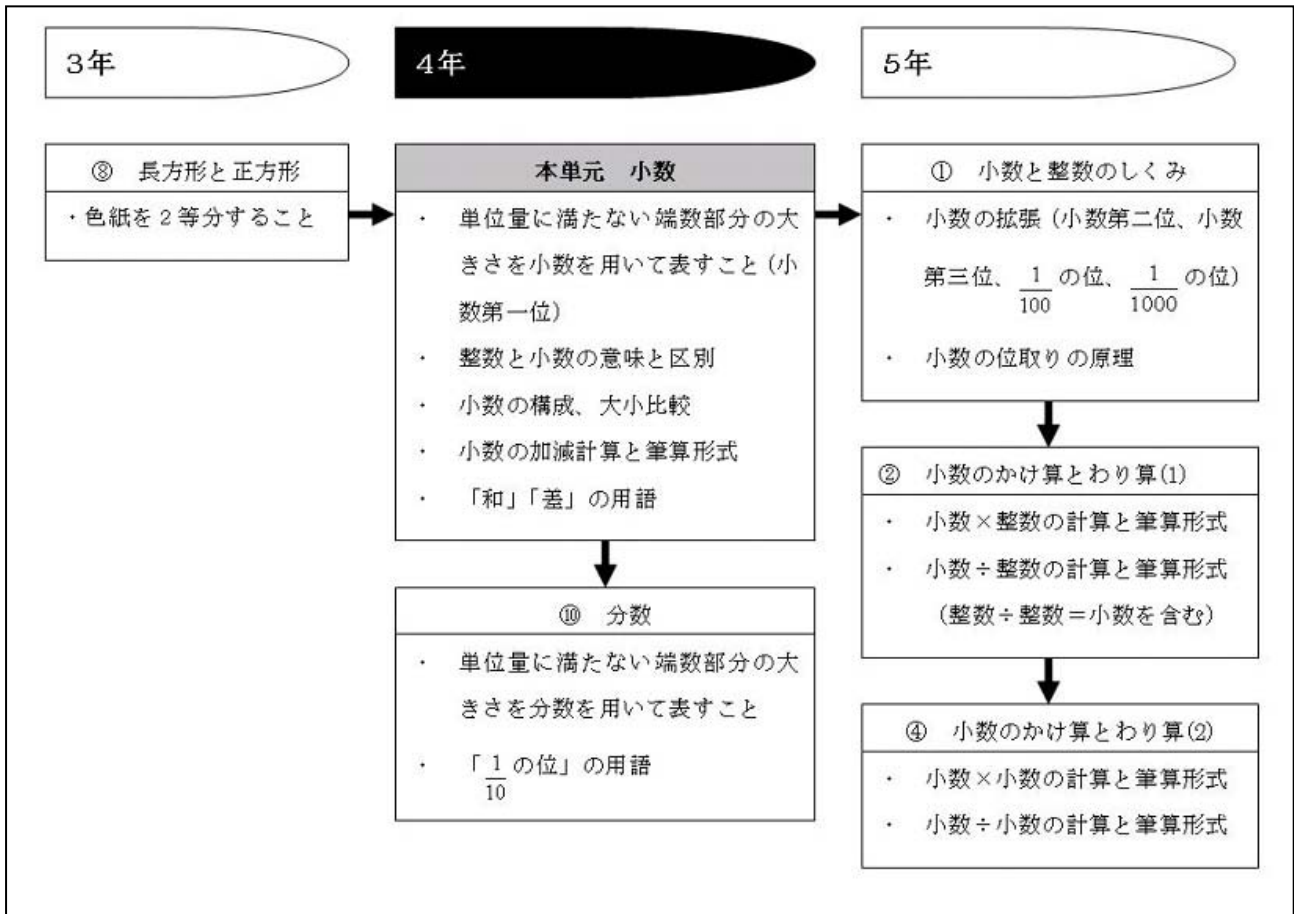 3年
4年
5年
⑧ 長方形と正方形
・色紙を2等分すること
本単元 小数
・ 単位量に満たない端数部分の大
きさを小数を用いて表すこと(小
数第一位)
・ 整数と小数の意味と区別
・ 小数の構成、大小比較
・ 小数の加減計算と筆算形式
・ 「和」「差」の用語
⑩ 分数
・ 単位量に満たない端数部分の大
きさを分数を用いて表すこと
・ 「1/10の位」の用語
① 小数と整数のしくみ
・ 小数の拡張(小数第二位、小数
第三位、1/100の位、1/1000の位)
・ 小数の位取りの原理
② 小数のかけ算とわり算(1)
・ 小数×整数の計算と筆算形式
・ 小数÷整数の計算と筆算形式
(整数÷整数=小数を含む)
④ 小数のかけ算とわり算(2)
・ 小数×小数の計算と筆算形式
・ 小数÷小数の計算と筆算形式